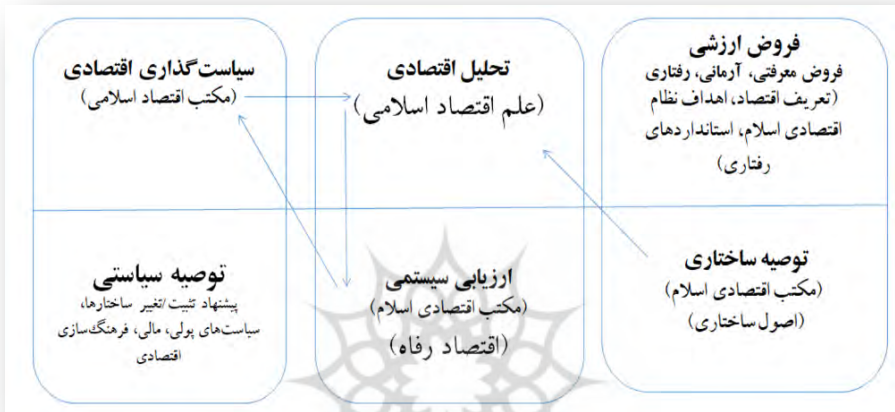 فروض ارزشی
فروض معرفتی، آرمانی، رفتاری
(تعریف اقتصاد، اهداف نظام
اقتصادی اسلام، استانداردهای
رفتاری)
تحلیل اقتصادی
(علم اقتصاد اسلامی)
سیاست‌گذاری اقتصادی
(مکتب اقتصاد اسلامی)
توصیه ساختاری
(مکتب اقتصادی اسلام)
(اصول ساختاری)
ارزیابی سیستمی
(مکتب اقتصادی اسلام)
(اقتصاد رفاه)
توصیه سیاستی
پیشنهاد تثبیت/تغییر ساختارها،
سیاست‌های پولی، مالی، فرهنگ‌سازی
اقتصادی